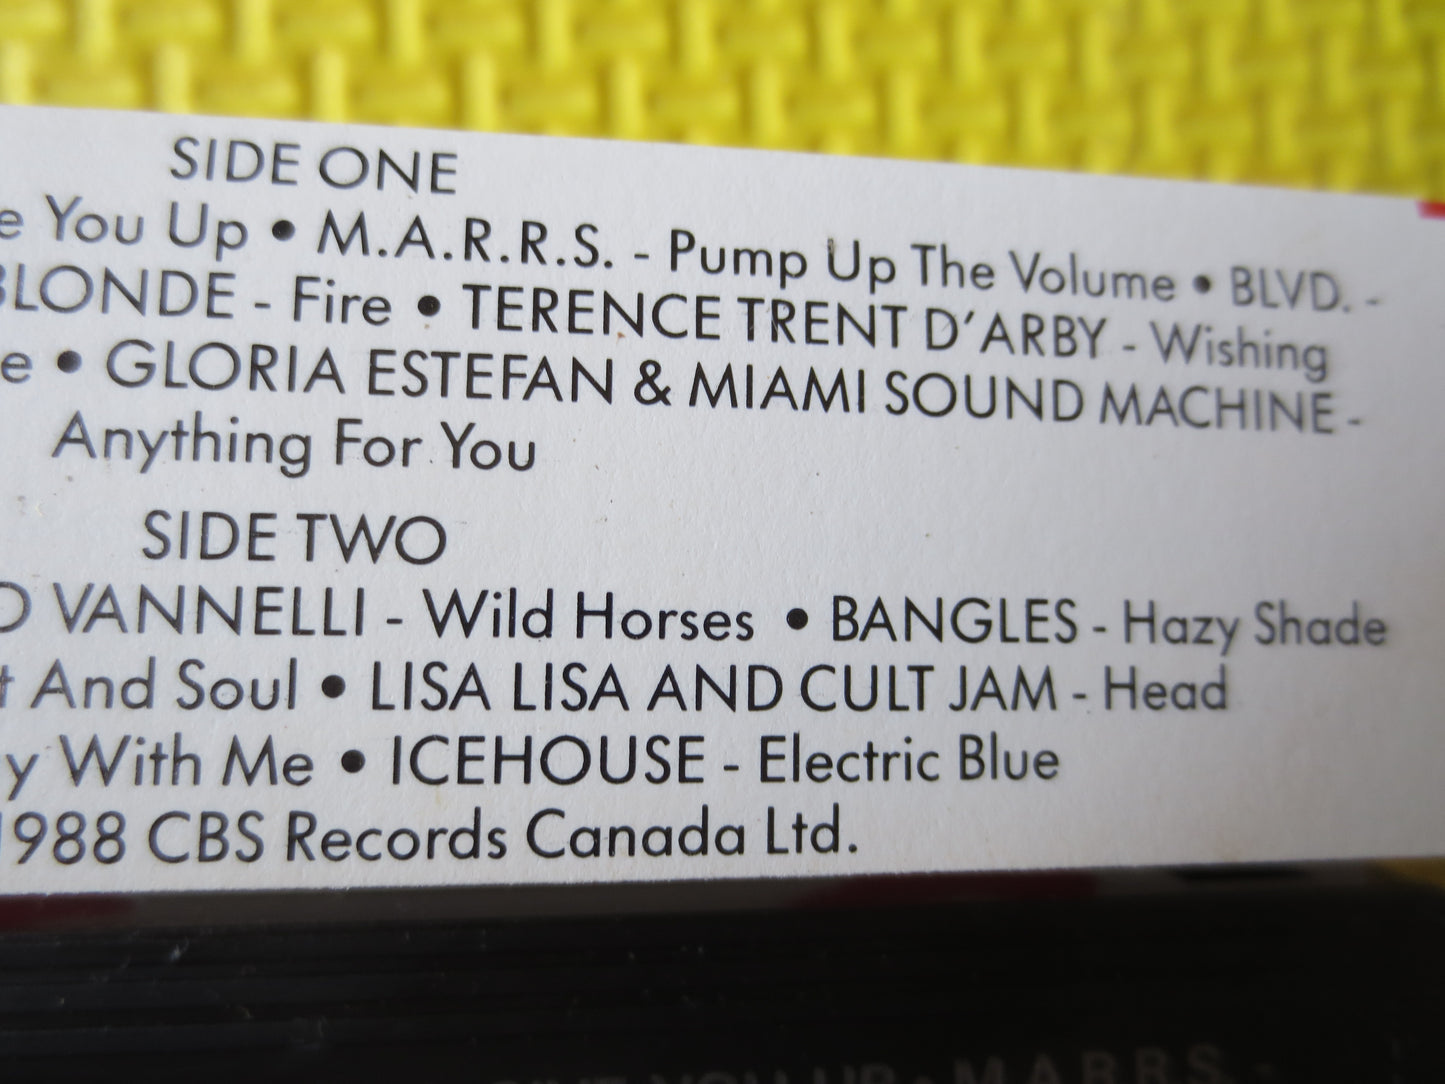 SIDE ONE
e You Up • M.A.R.R.S. - Pump Up The Volume • BLVD. -
BLONDE - Fire • TERENCE TRENT D'ARBY - Wishing
e • GLORIA ESTEFAN & MIAMI SOUND MACHINE -
Anything For You
SIDE TWO
O VANNELLI - Wild Horses • BANGLES - Hazy Shade
t And Soul • LISA LISA AND CULT JAM - Head
y With Me • ICEHOUSE - Electric Blue
1988 CBS Records Canada Ltd.
YOU UP • M.A.R.R.S. -